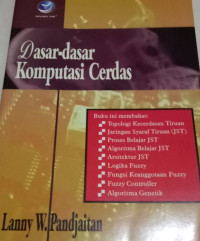 Dasar-dasar
Komputasi Cerdas
Buku ini membahas:
Topologi Kecerdasan Tiruan
Jaringan Syaraf Tiruan (JST)
Proses Belajar JST
Algoritma Belajar JST
Arsitektur JST
Logika Fuzzy
Fungsi Keanggotaan Fuzzy
Fuzzy Controller
Algoritma Genetik
Lanny W. Pandjaitan